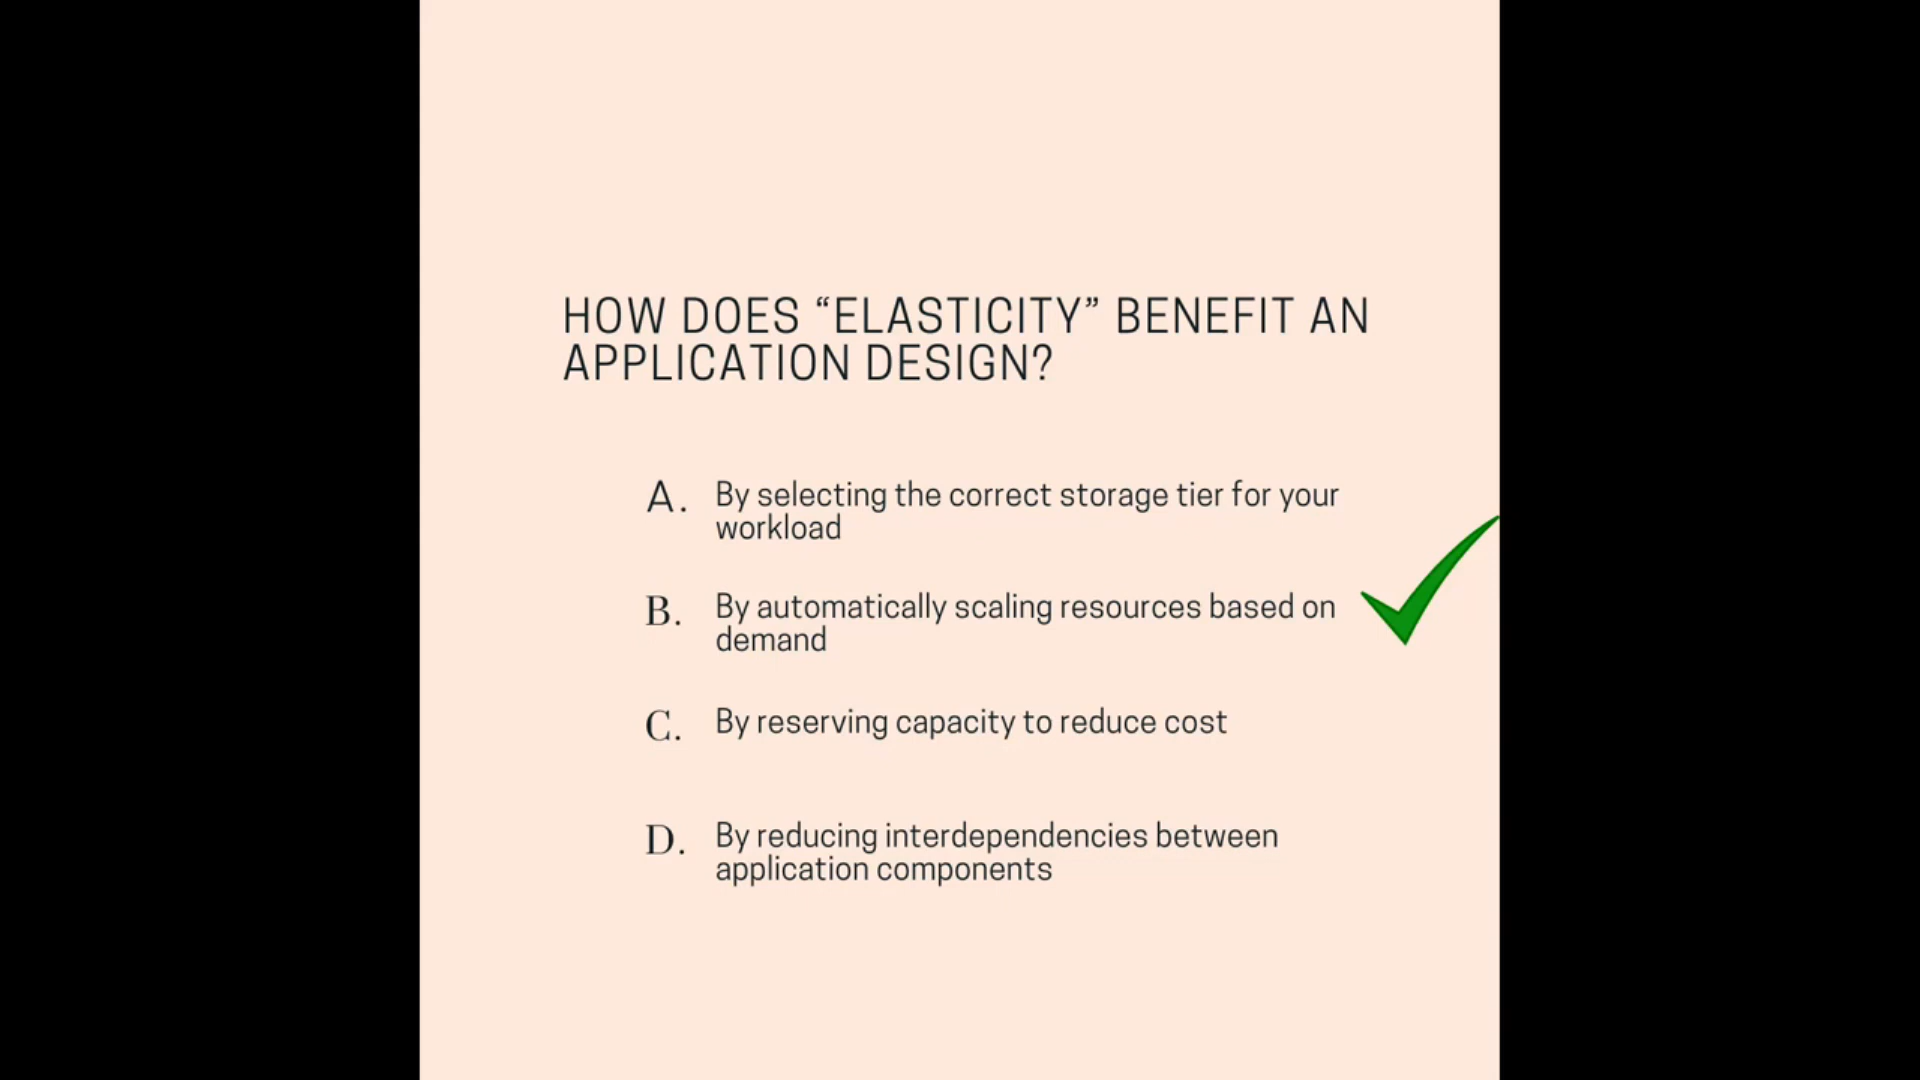 HOW DOES “ELASTICITY” BENEFIT AN
APPLICATION DESIGN?
A. By selecting the correct storage tier for your
workload
B. By automatically scaling resources based on
demand
C. By reserving capacity to reduce cost
D. By reducing interdependencies between
application components